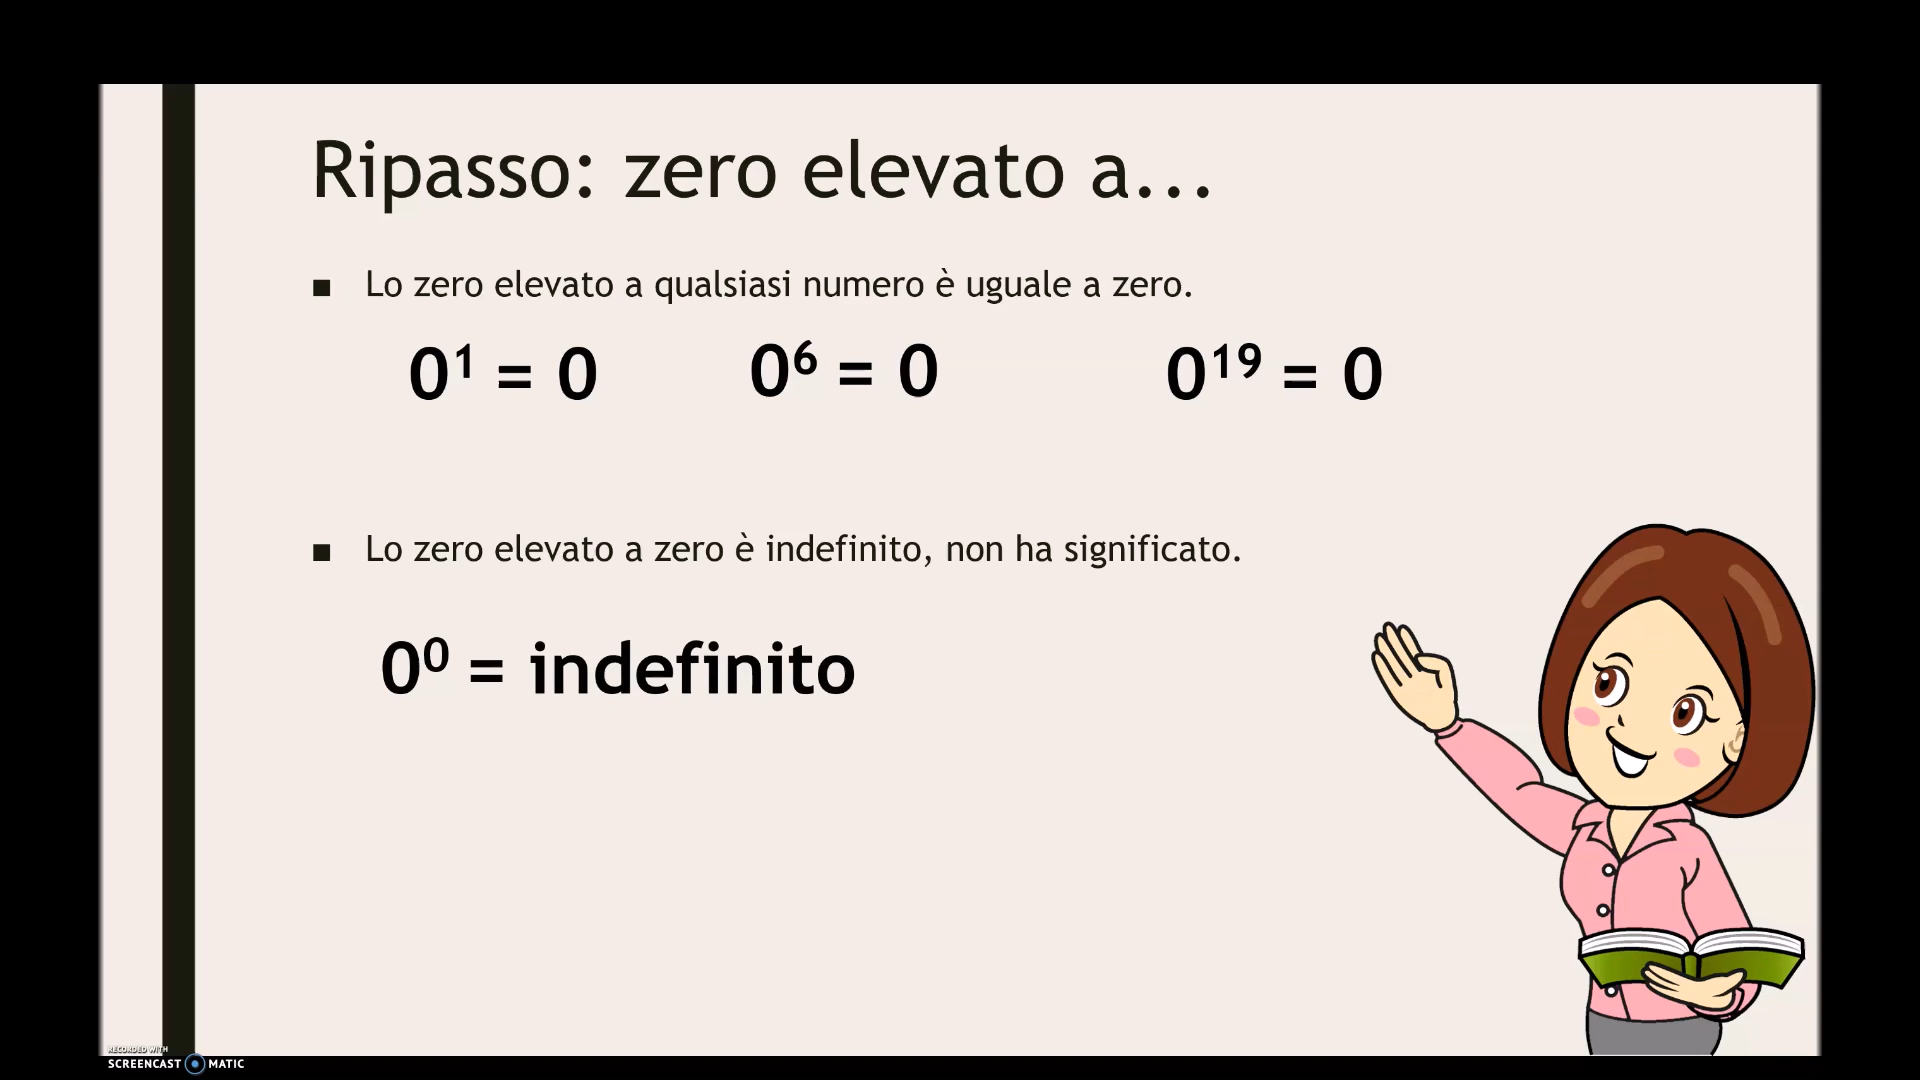 Ripasso: zero elevato a...
■ Lo zero elevato a qualsiasi numero è uguale a zero.
0¹ = 0 0⁶ = 0 0¹⁹ = 0
■ Lo zero elevato a zero è indefinito, non ha significato.
0⁰ = indefinito
RECORDED WITH
SCREENCAST MATIC